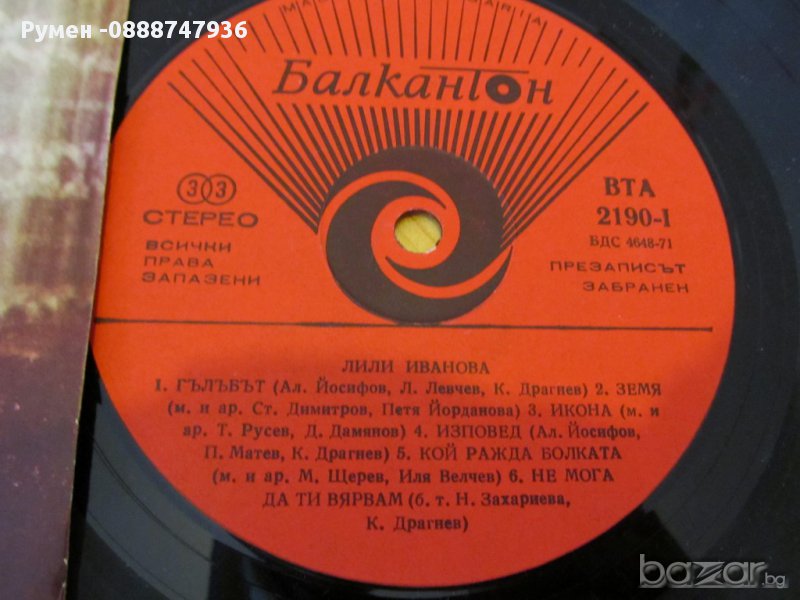 Румен -0888747936
Балкантон
33
СТЕРЕО
ВСИЧКИ
ПРАВА
ЗАПАЗЕНИ
ВТА
2190-I
БДС 4648-71
ПРЕЗАПИСЪТ
ЗАБРАНЕН
ЛИЛИ ИВАНОВА
1. ГЪЛЪБЪТ (Ал. Йосифов, Л. Левчев, К. Драгнев) 2. ЗЕМЯ
(м. и ар. Ст. Димитров, Петя Йорданова) 3. ИКОНА (м. и
ар. Т. Русев, Д. Дамянов) 4. ИЗПОВЕД (Ал. Йосифов,
П. Матев, К. Драгнев) 5. КОЙ РАЖДА БОЛКАТА
(м. и ар. М. Щерев, Иля Велчев) 6. НЕ МОГА
ДА ТИ ВЯРВАМ (б. т. Н. Захариева,
К. Драгнев)
bazar.bg